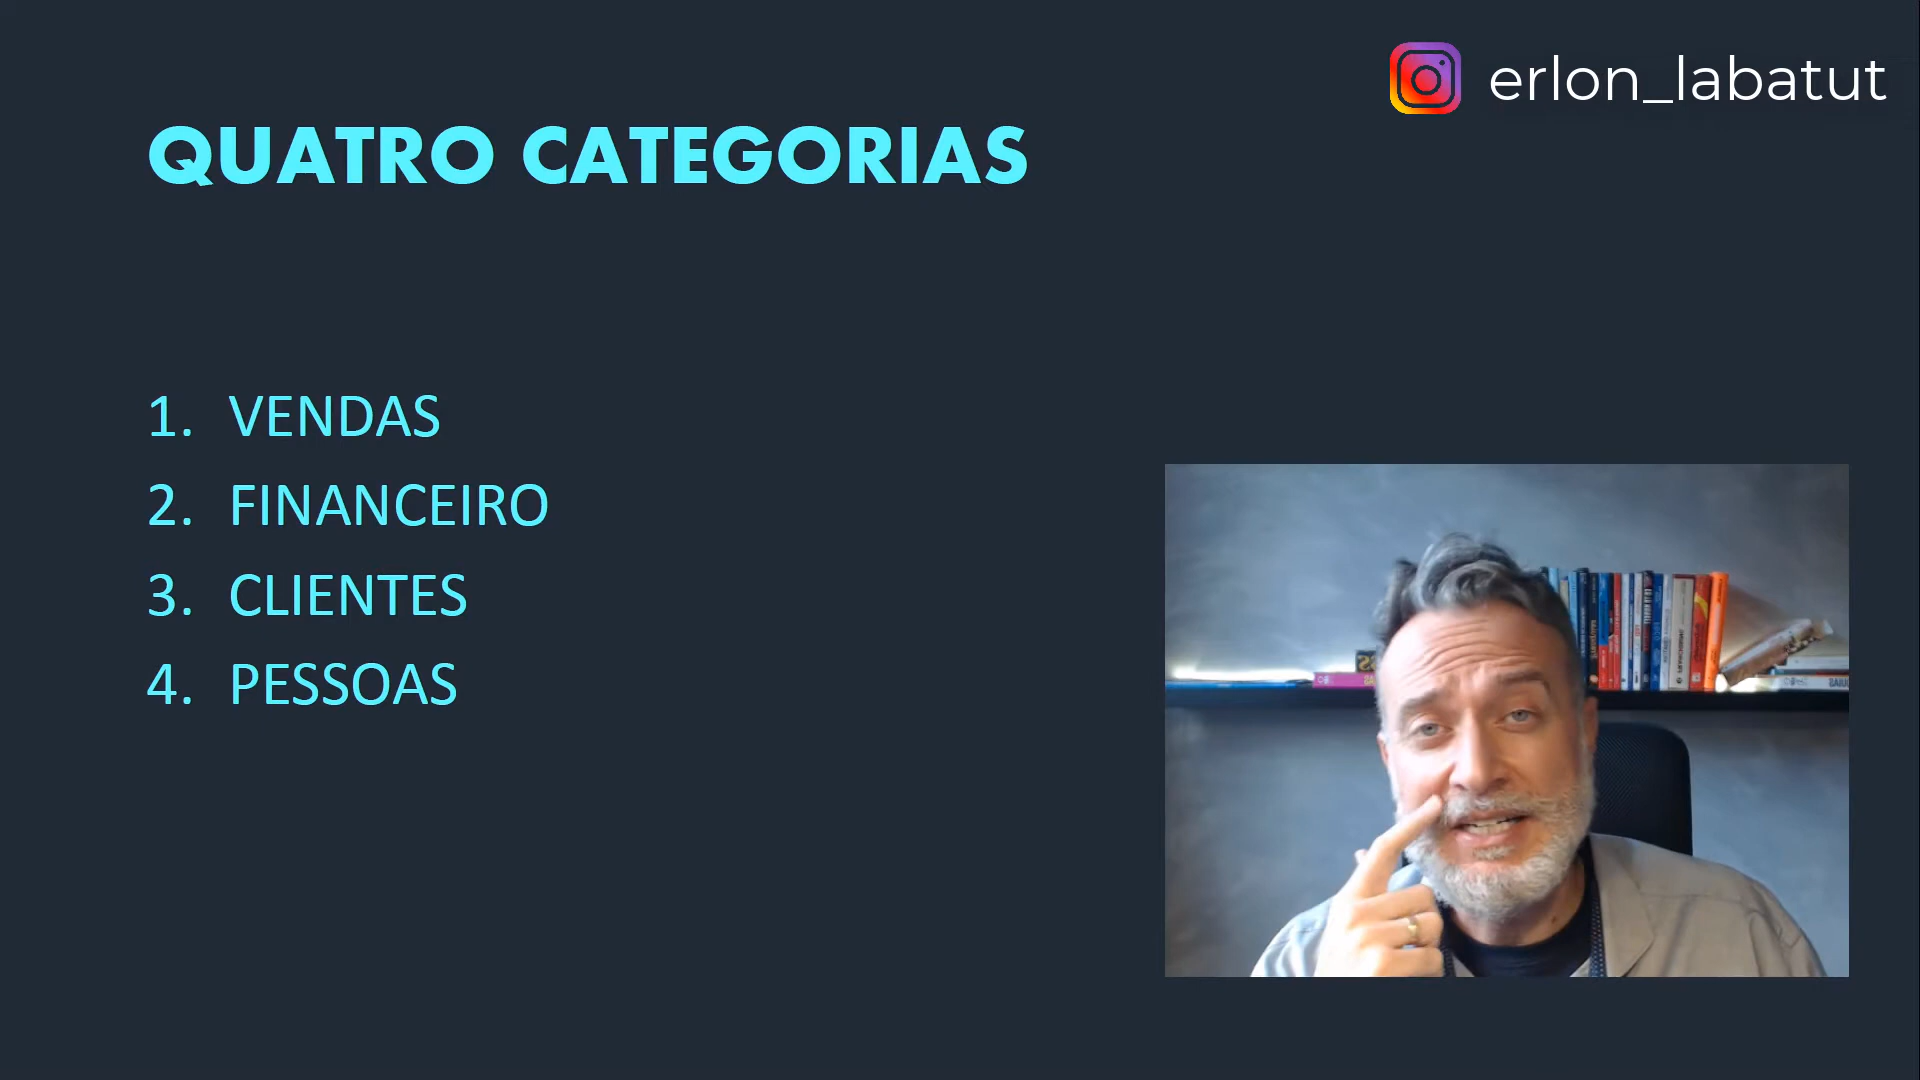 erlon_labatut
QUATRO CATEGORIAS
1. VENDAS
2. FINANCEIRO
3. CLIENTES
4. PESSOAS